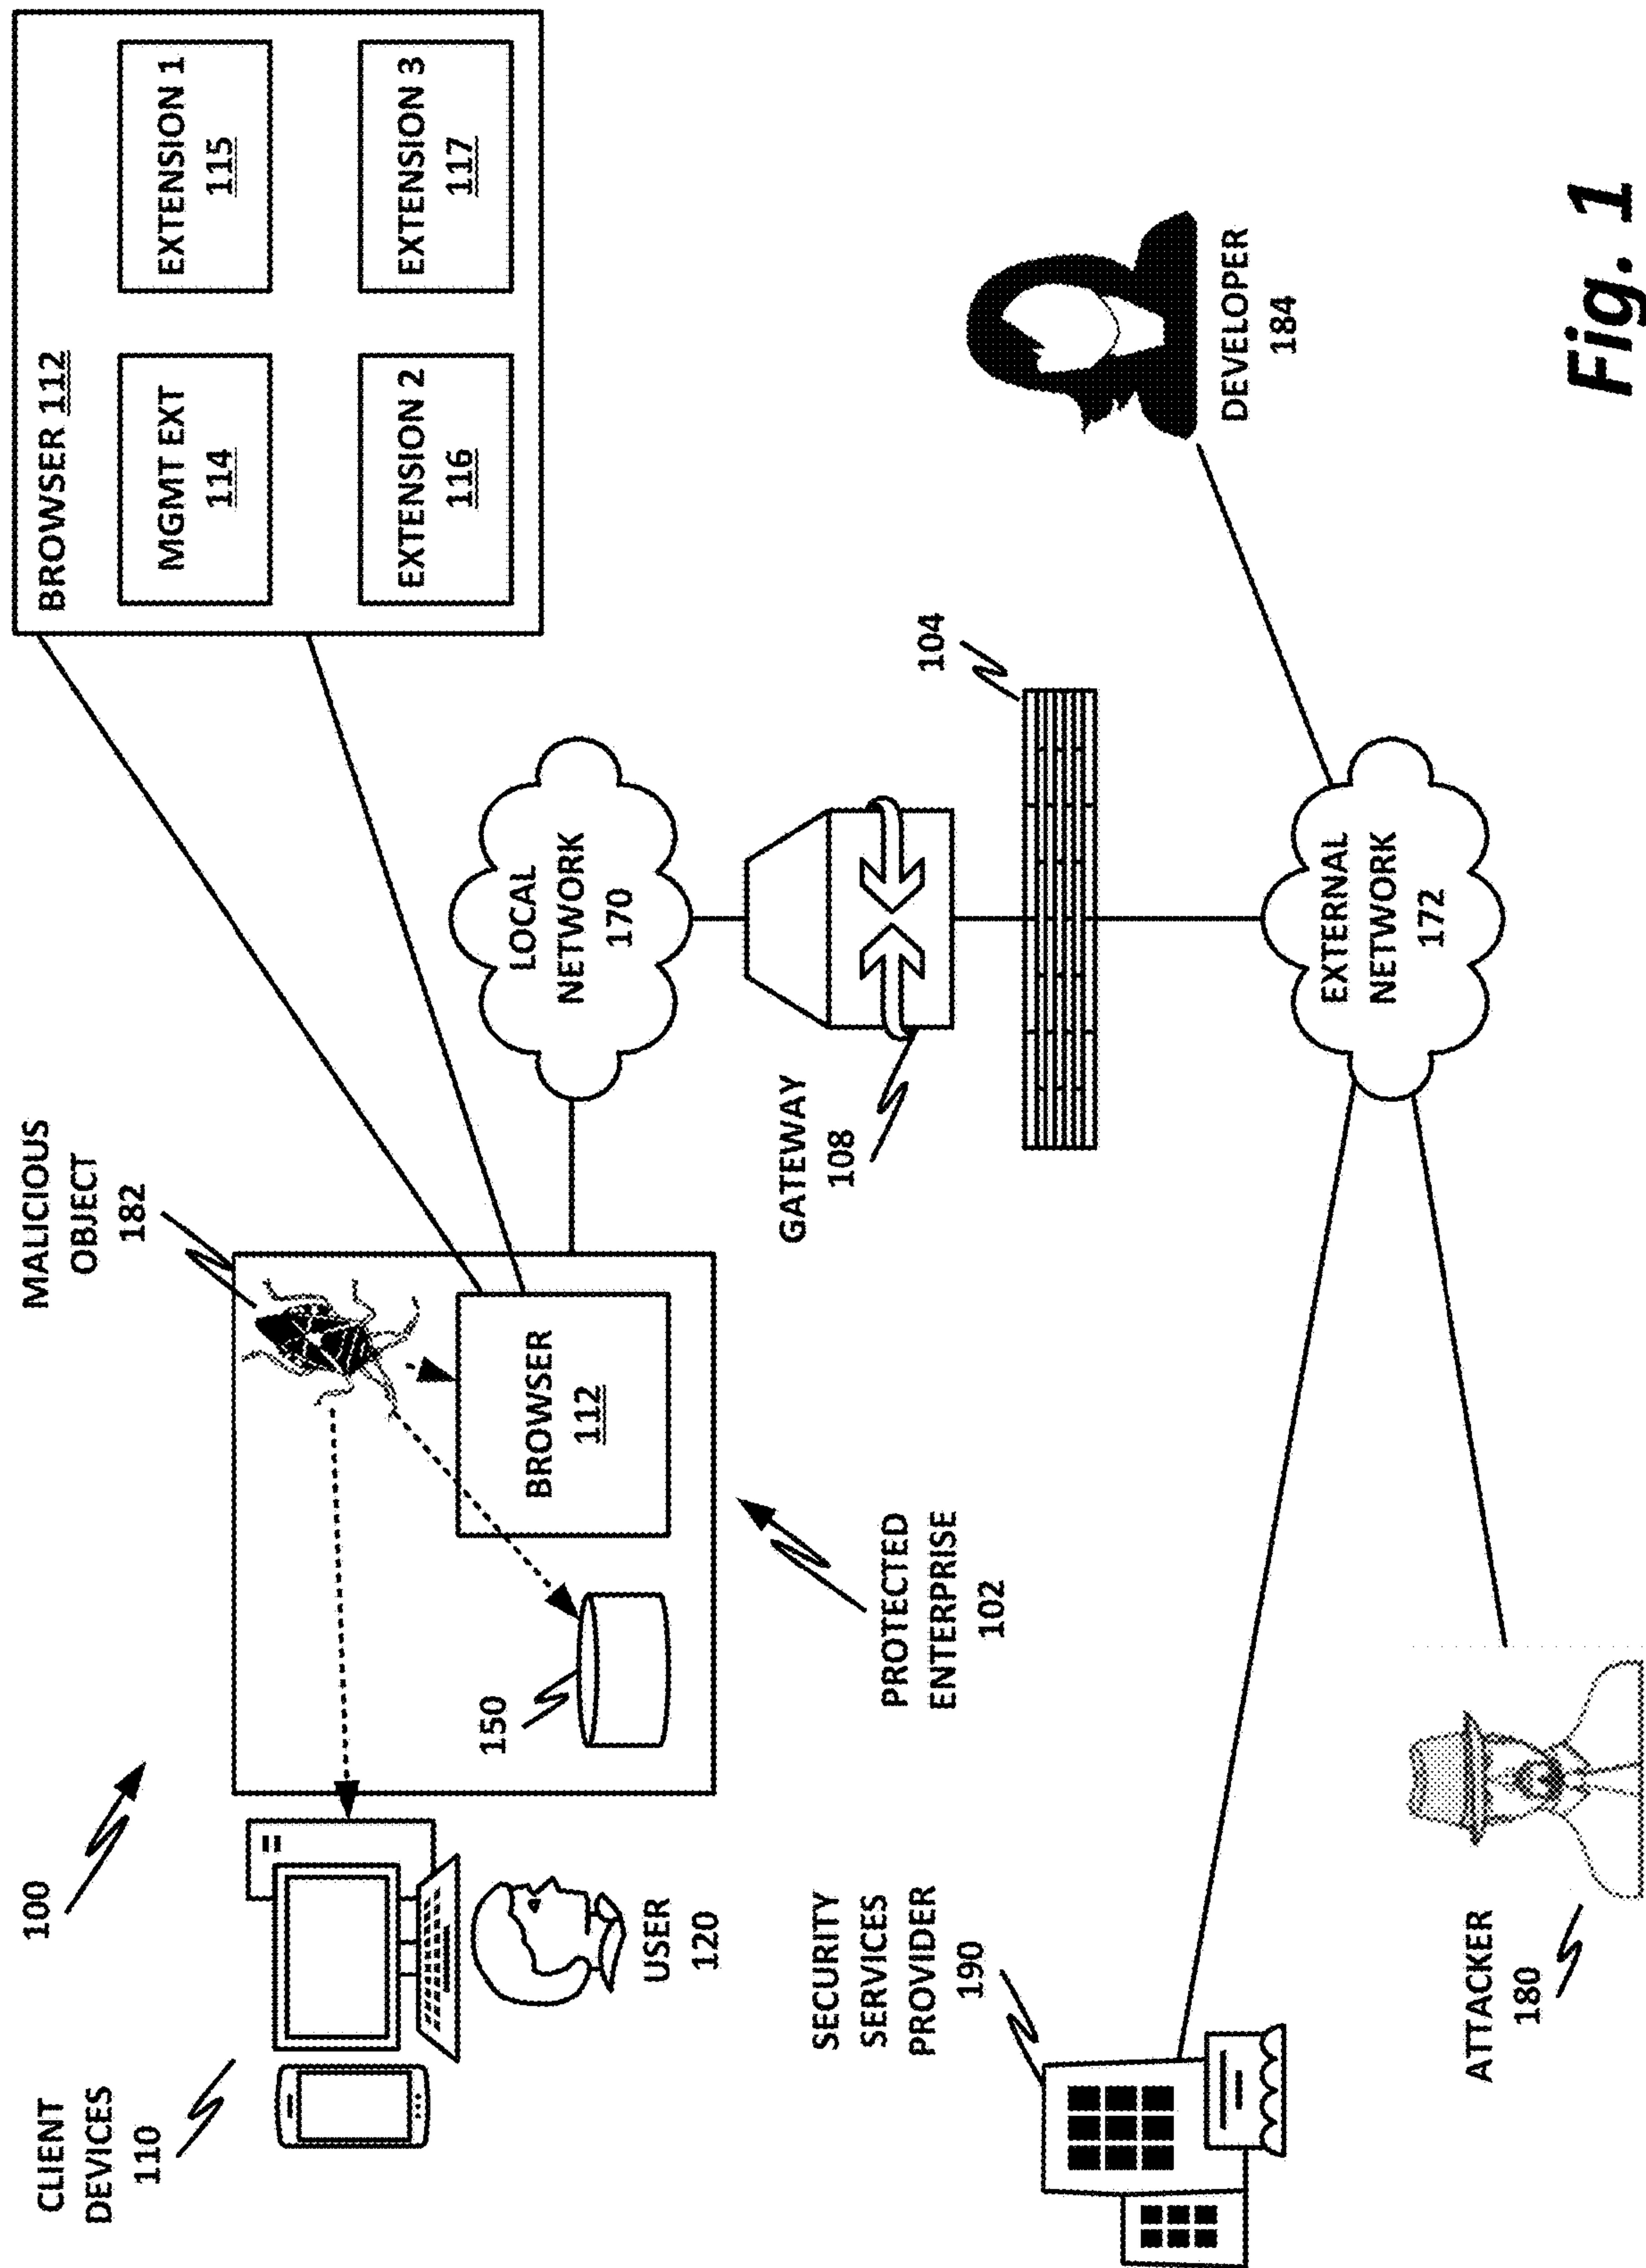 100
CLIENT
DEVICES
110
USER
120
150
MALICIOUS
OBJECT
182
BROWSER
112
PROTECTED
ENTERPRISE
102
BROWSER 112
MGMT EXT
114
EXTENSION 1
115
EXTENSION 2
116
EXTENSION 3
117
LOCAL
NETWORK
170
GATEWAY
108
104
SECURITY
SERVICES
PROVIDER
190
EXTERNAL
NETWORK
172
DEVELOPER
184
ATTACKER
180
Fig. 1